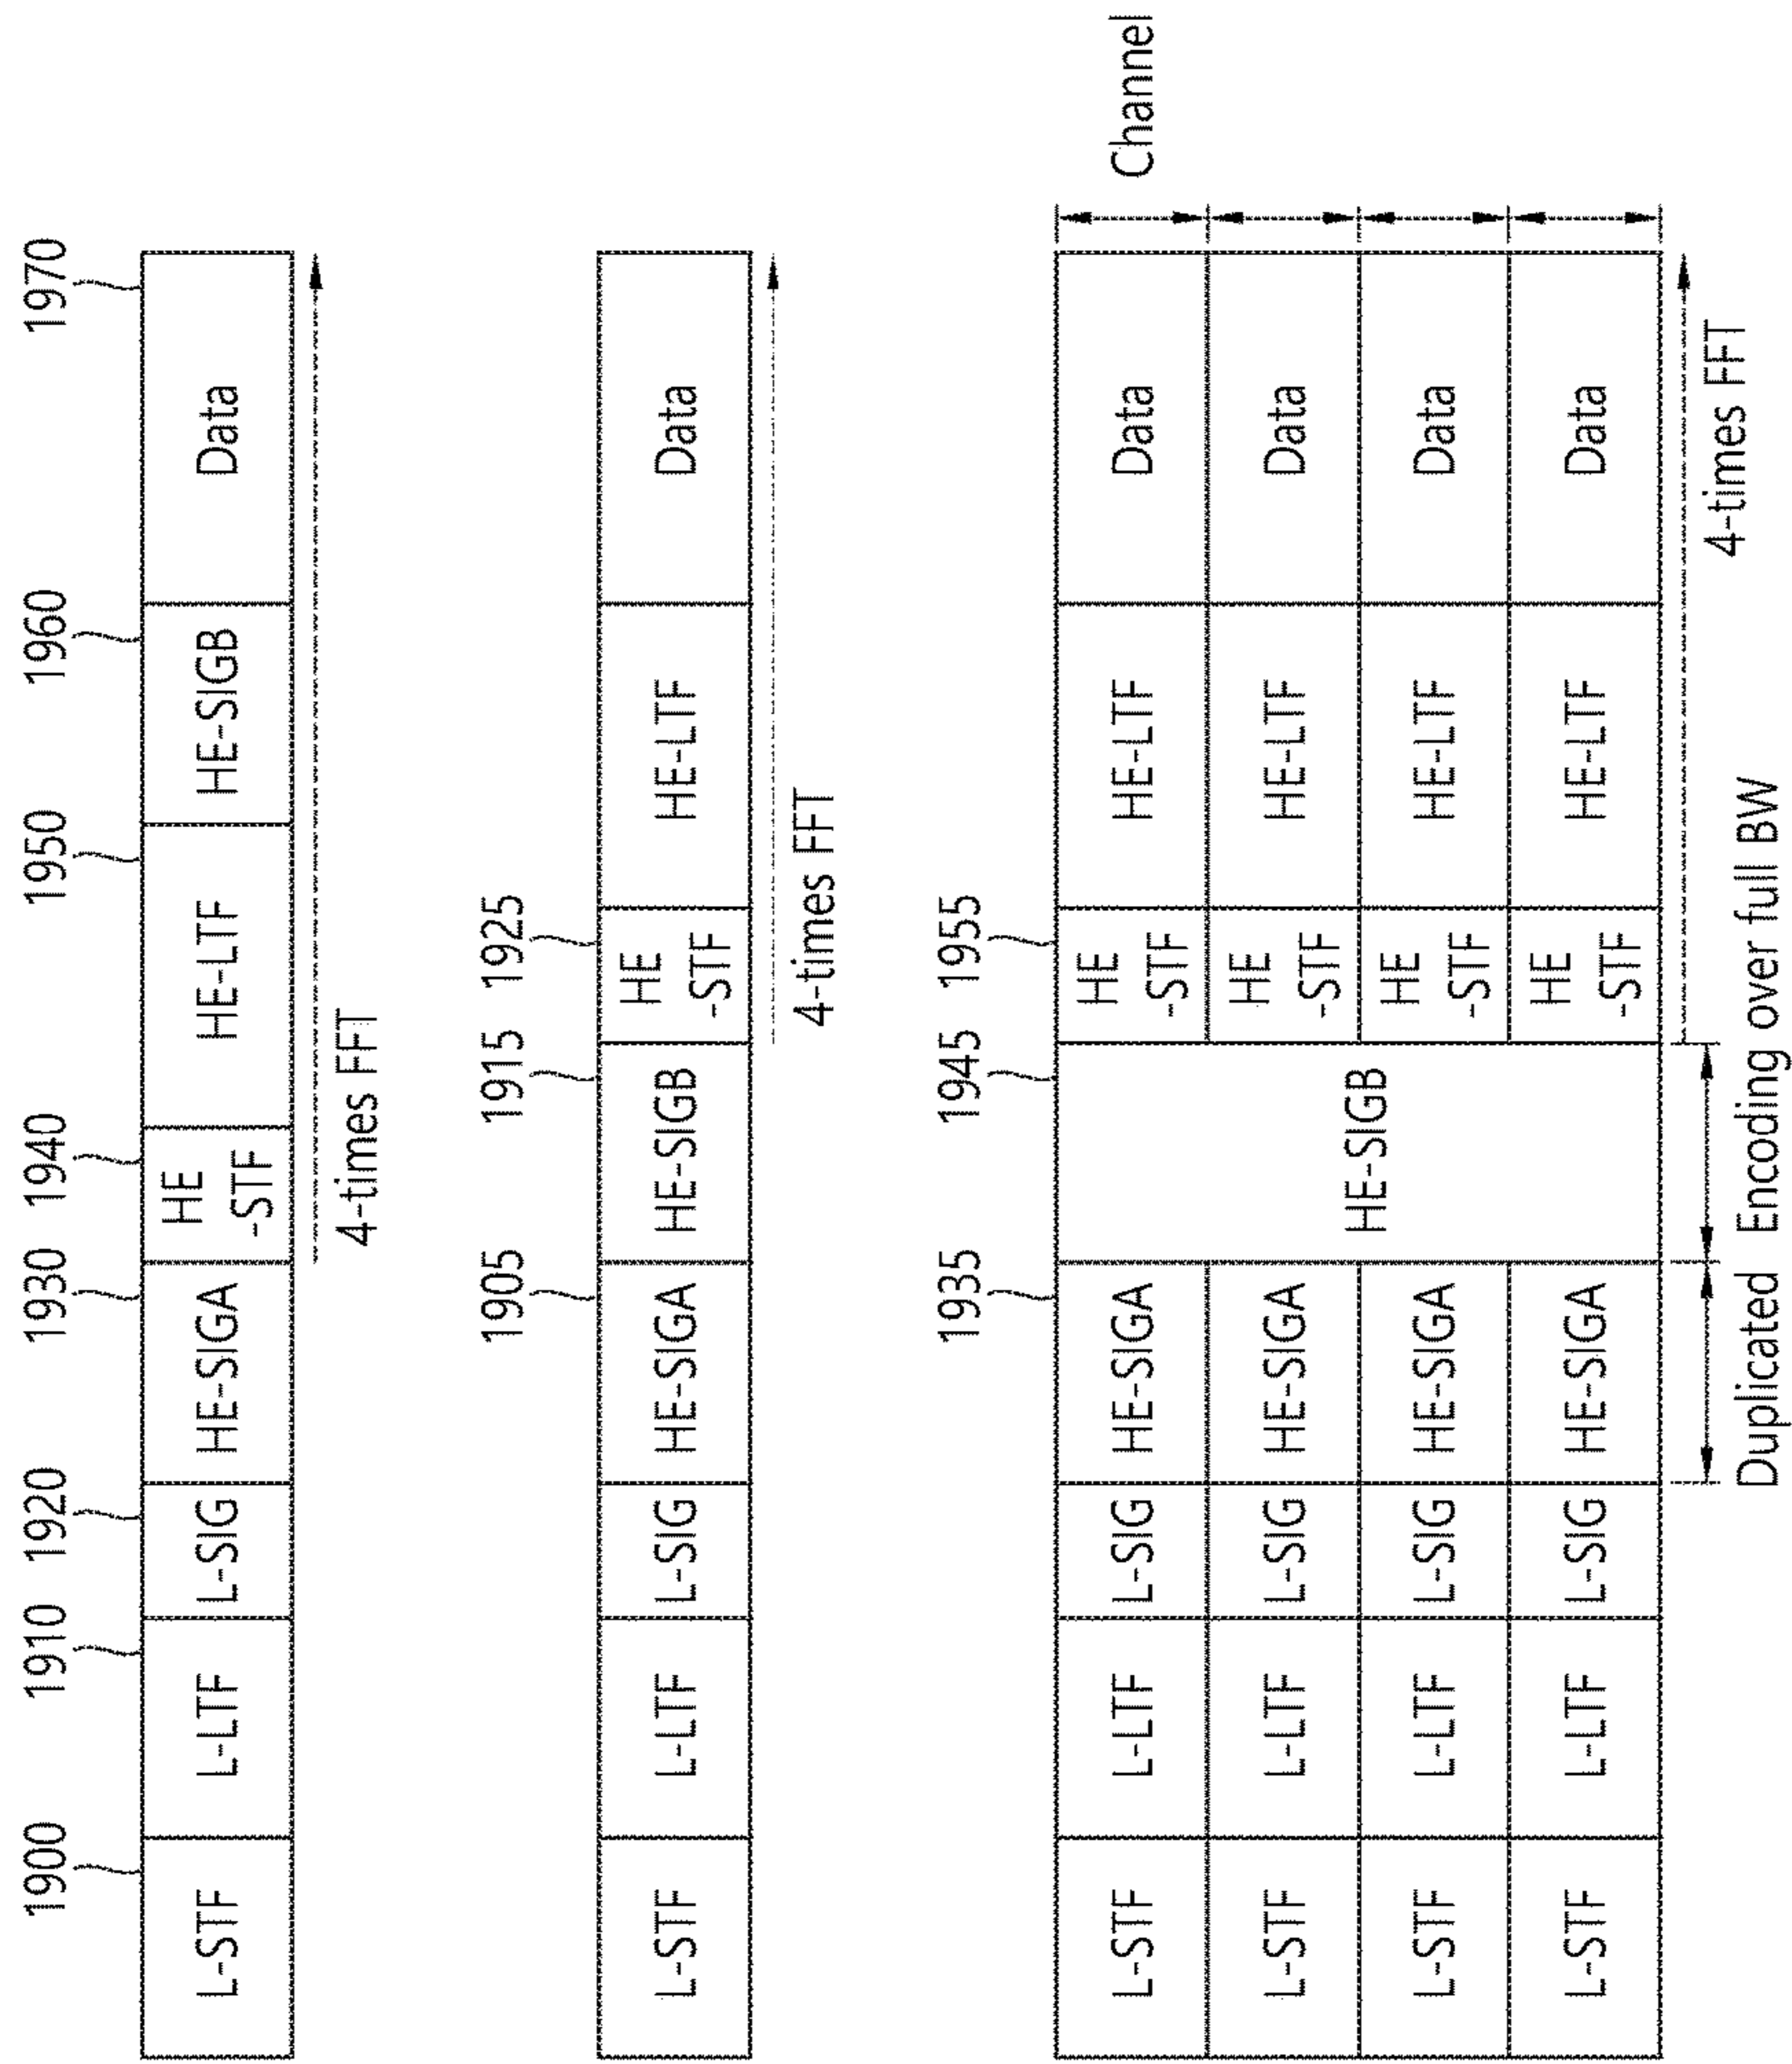 1900 1910 1920 1930 1940 1950 1960 1970
L-STF L-LTF L-SIG HE-SIGA HE
-STF HE-LTF HE-SIGB Data
4-times FFT
1905 1915 1925
L-STF L-LTF L-SIG HE-SIGA HE-SIGB HE
-STF HE-LTF Data
4-times FFT
1935 1945 1955
Channel
L-STF L-LTF L-SIG HE-SIGA HE
-STF HE-LTF Data
L-STF L-LTF L-SIG HE-SIGA HE
-STF HE-LTF Data
HE-SIGB
L-STF L-LTF L-SIG HE-SIGA HE
-STF HE-LTF Data
L-STF L-LTF L-SIG HE-SIGA HE
-STF HE-LTF Data
4-times FFT
Duplicated Encoding over full BW